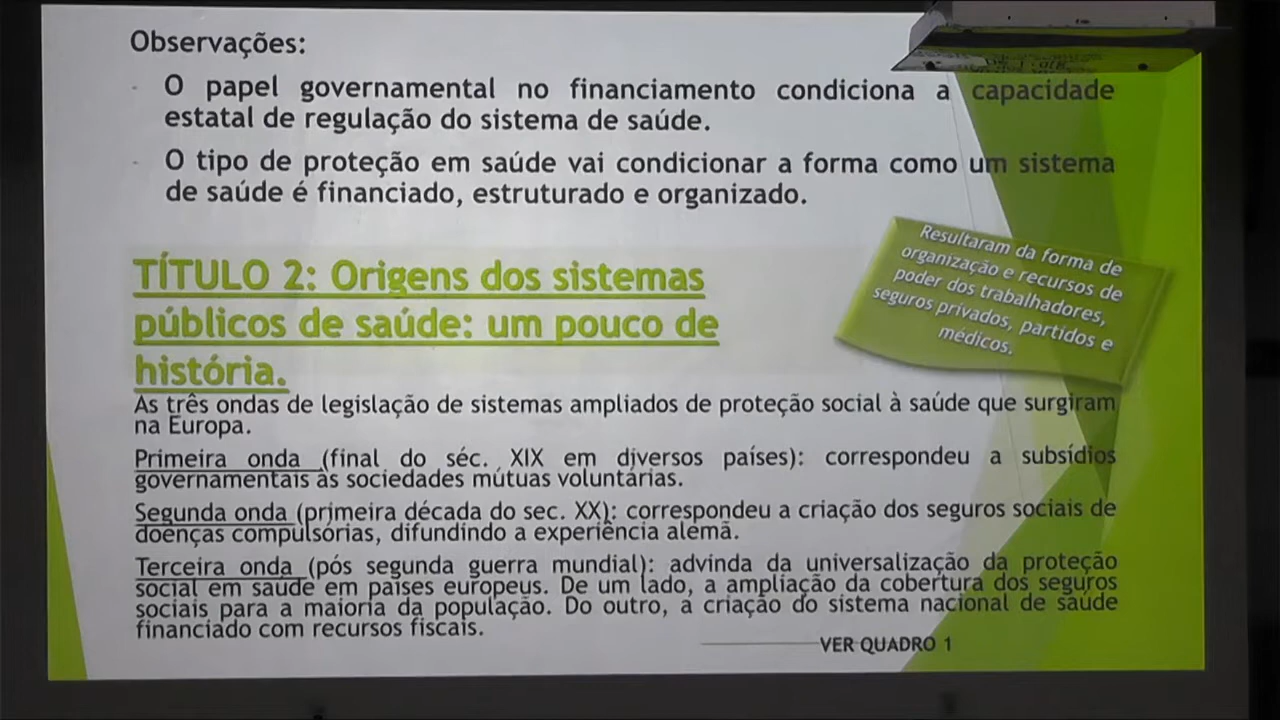 Observações:
- O papel governamental no financiamento condiciona a capacidade
estatal de regulação do sistema de saúde.
- O tipo de proteção em saúde vai condicionar a forma como um sistema
de saúde é financiado, estruturado e organizado.
TÍTULO 2: Origens dos sistemas
públicos de saúde: um pouco de
história.
Resultaram da forma de
organização e recursos de
poder dos trabalhadores,
seguros privados, partidos e
médicos.
As três ondas de legislação de sistemas ampliados de proteção social à saúde que surgiram
na Europa.
Primeira onda (final do séc. XIX em diversos países): correspondeu a subsídios
governamentais às sociedades mútuas voluntárias.
Segunda onda (primeira década do sec. XX): correspondeu a criação dos seguros sociais de
doenças compulsórias, difundindo a experiência alemã.
Terceira onda (pós segunda guerra mundial): advinda da universalização da proteção
social em saúde em países europeus. De um lado, a ampliação da cobertura dos seguros
sociais para a maioria da população. Do outro, a criação do sistema nacional de saúde
financiado com recursos fiscais.
VER QUADRO 1